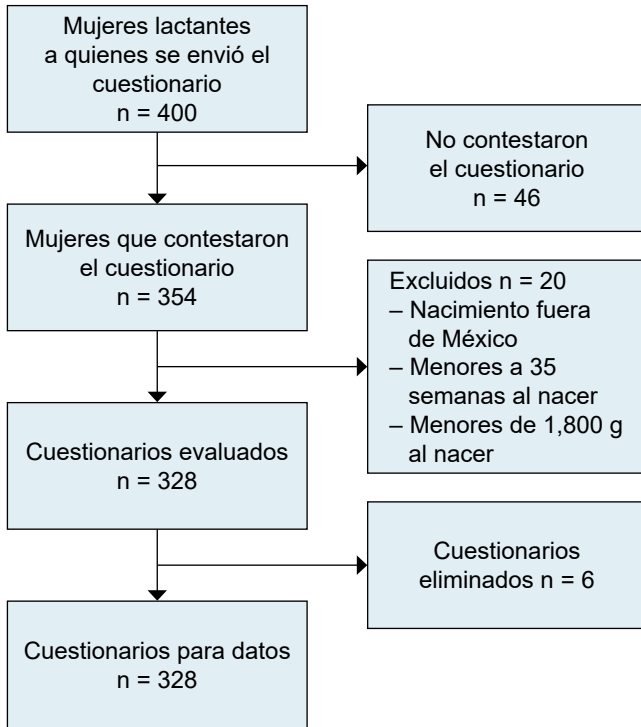 Mujeres lactantes
a quienes se envió el
cuestionario
n = 400
No contestaron
el cuestionario
n = 46
Mujeres que contestaron
el cuestionario
n = 354
Excluidos n = 20
– Nacimiento fuera
de México
– Menores a 35
semanas al nacer
– Menores de 1,800 g
al nacer
Cuestionarios evaluados
n = 328
Cuestionarios
eliminados n = 6
Cuestionarios para datos
n = 328